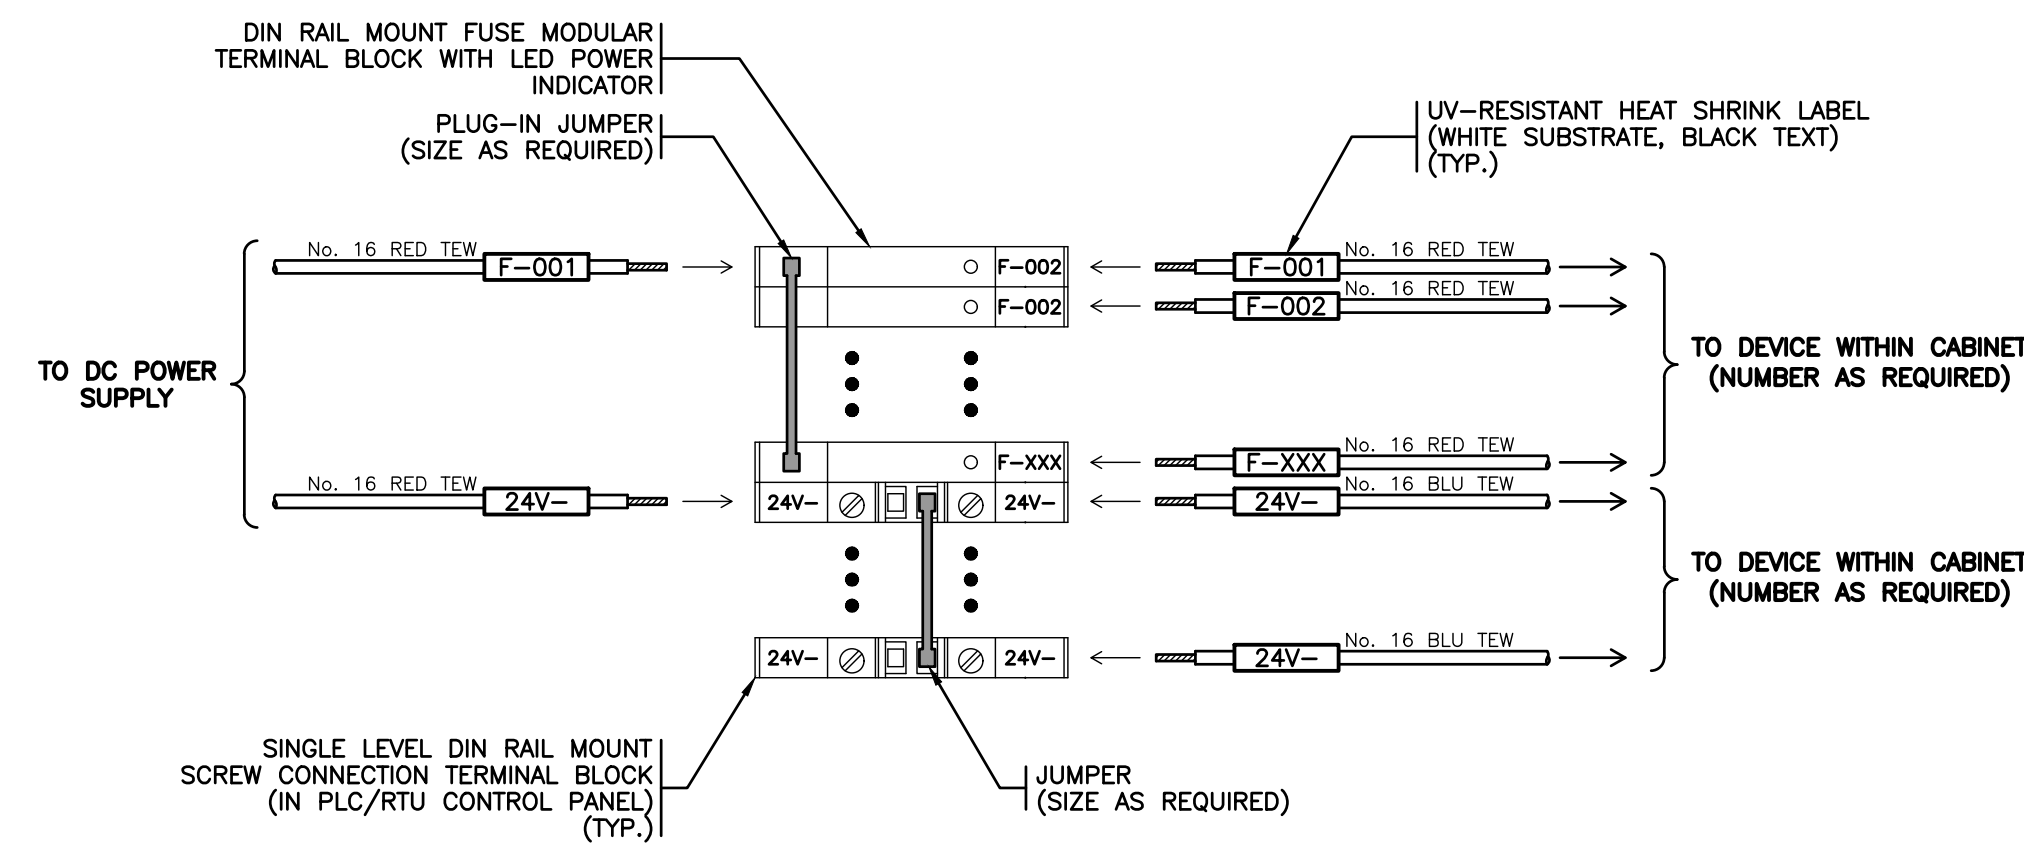 DIN RAIL MOUNT FUSE MODULAR
TERMINAL BLOCK WITH LED POWER
INDICATOR
PLUG-IN JUMPER
(SIZE AS REQUIRED)
UV-RESISTANT HEAT SHRINK LABEL
(WHITE SUBSTRATE, BLACK TEXT)
(TYP.)
No. 16 RED TEW
F-001
F-002
F-001
No. 16 RED TEW
F-002
F-002
No. 16 RED TEW
TO DC POWER
SUPPLY
TO DEVICE WITHIN CABINET
(NUMBER AS REQUIRED)
F-XXX
F-XXX
No. 16 RED TEW
No. 16 RED TEW
24V-
24V-
24V-
24V-
No. 16 BLU TEW
TO DEVICE WITHIN CABINET
(NUMBER AS REQUIRED)
24V-
24V-
24V-
No. 16 BLU TEW
SINGLE LEVEL DIN RAIL MOUNT
SCREW CONNECTION TERMINAL BLOCK
(IN PLC/RTU CONTROL PANEL)
(TYP.)
JUMPER
(SIZE AS REQUIRED)